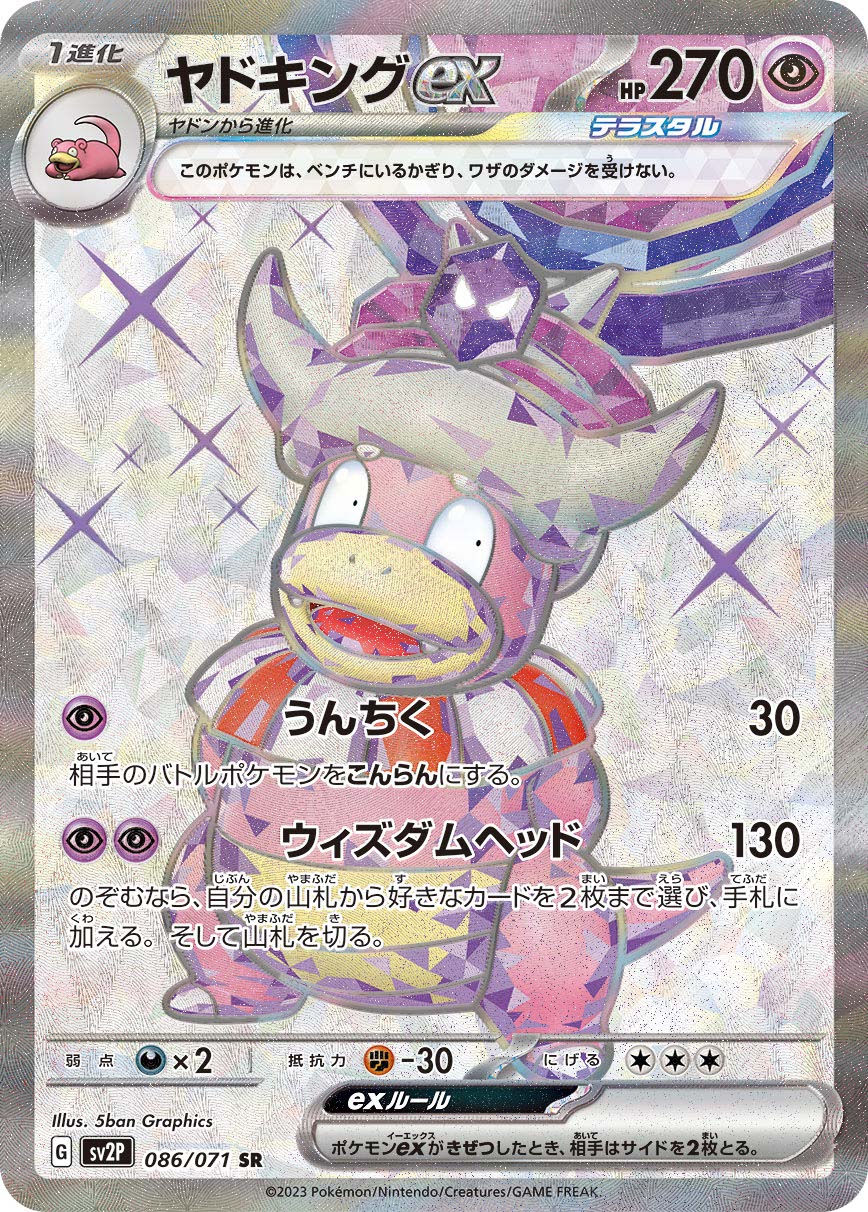 1進化
ヤドキングex HP270
ヤドンから進化
テラスタル
このポケモンは、ベンチにいるかぎり、ワザのダメージを受けない。
うんちく 30
相手のバトルポケモンをこんらんにする。
ウィズダムヘッド 130
のぞむなら、自分の山札から好きなカードを2枚まで選び、手札に
加える。そして山札を切る。
弱点 ×2 抵抗力 -30 にげる
exルール
ポケモンexがきぜつしたとき、相手はサイドを2枚とる。
Illus. 5ban Graphics
G sv2P 086/071 SR
©2023 Pokémon/Nintendo/Creatures/GAME FREAK.